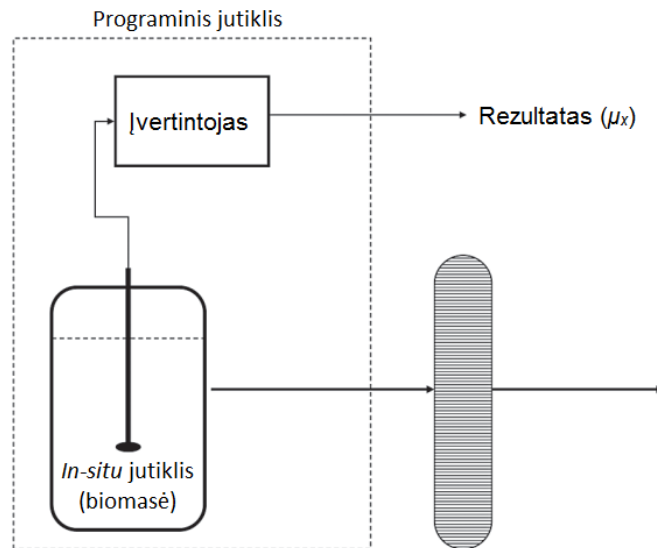 Programinis jutiklis
Įvertintojas
Rezultatas (μₓ)
In-situ jutiklis
(biomasė)